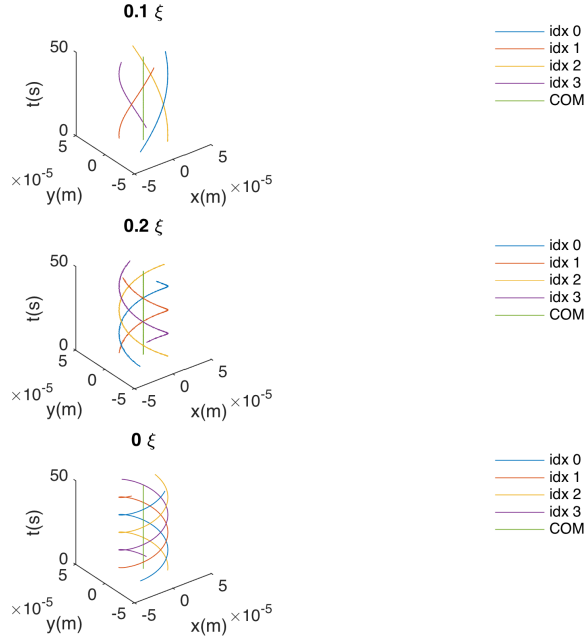 0.1 ξ
50
t(s)
0
5
0
-5
×10-5
y(m)
-5
0
5
×10-5
x(m)
idx 0
idx 1
idx 2
idx 3
COM
0.2 ξ
50
t(s)
0
5
0
-5
×10-5
y(m)
-5
0
5
×10-5
x(m)
idx 0
idx 1
idx 2
idx 3
COM
0 ξ
50
t(s)
0
5
0
-5
×10-5
y(m)
-5
0
5
×10-5
x(m)
idx 0
idx 1
idx 2
idx 3
COM